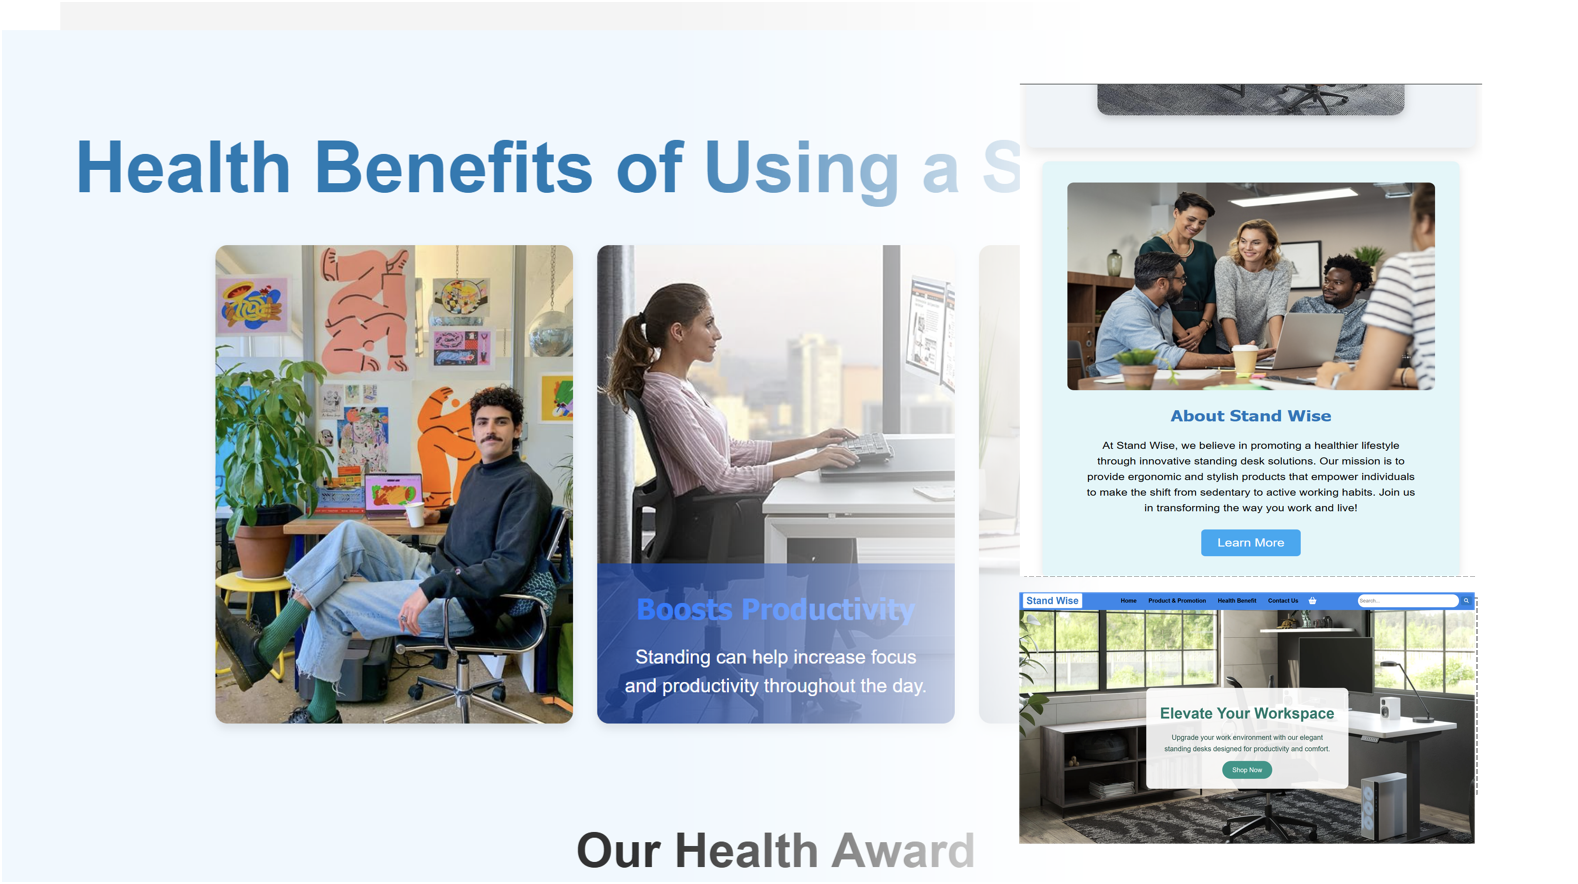 Health Benefits of Using a S
Boosts Productivity
Standing can help increase focus
and productivity throughout the day.
Our Health Award
About Stand Wise
At Stand Wise, we believe in promoting a healthier lifestyle
through innovative standing desk solutions. Our mission is to
provide ergonomic and stylish products that empower individuals
to make the shift from sedentary to active working habits. Join us
in transforming the way you work and live!
Learn More
Stand Wise
Home Product & Promotion Health Benefit Contact Us
Search...
Elevate Your Workspace
Upgrade your work environment with our elegant
standing desks designed for productivity and comfort.
Shop Now